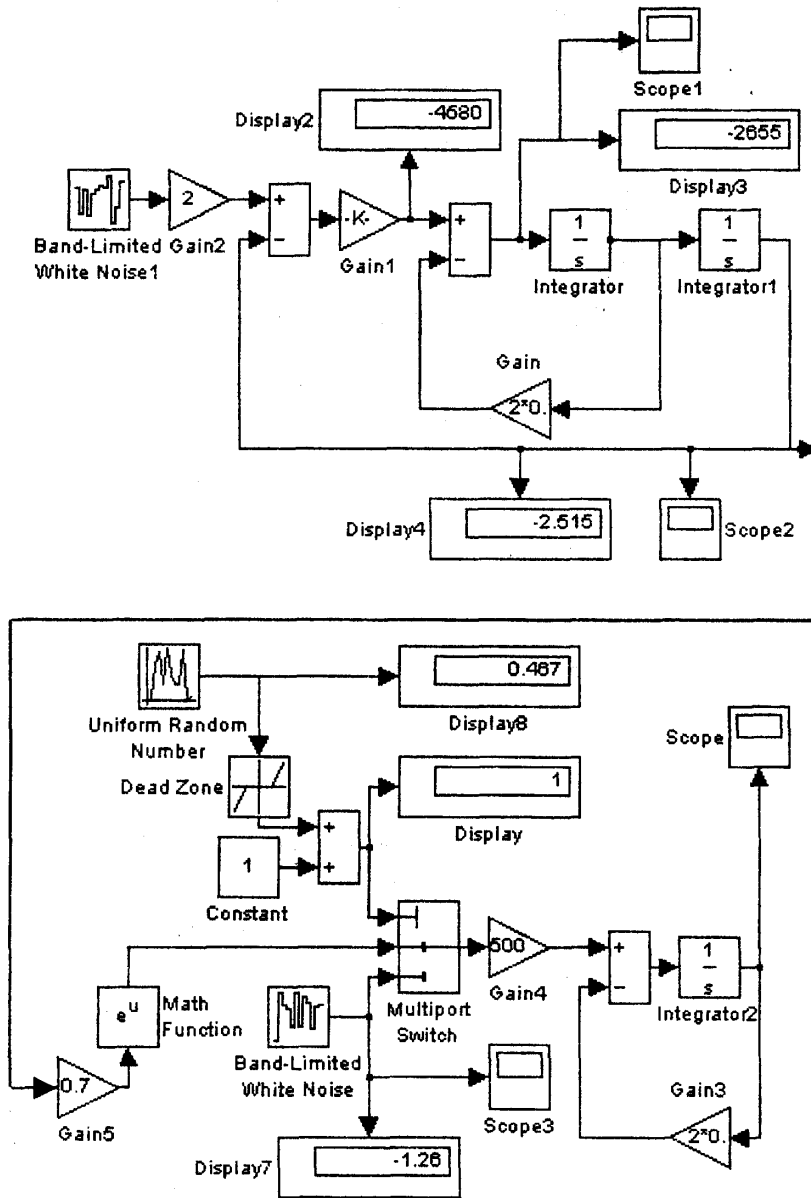 Scope1
Display2
-4580
-2655
Display3
Band-Limited
White Noise1
2
Gain2
+
−
-K-
Gain1
+
−
1
s
Integrator
1
s
Integrator1
Gain
2*0.
Display4
-2.515
Scope2
Uniform Random
Number
0.467
Display8
Scope
Dead Zone
1
Display
1
Constant
+
+
Multiport
Switch
500
Gain4
+
−
1
s
Integrator2
eu
Math
Function
0.7
Gain5
Band-Limited
White Noise
Scope3
Gain3
2*0.
Display7
-1.26